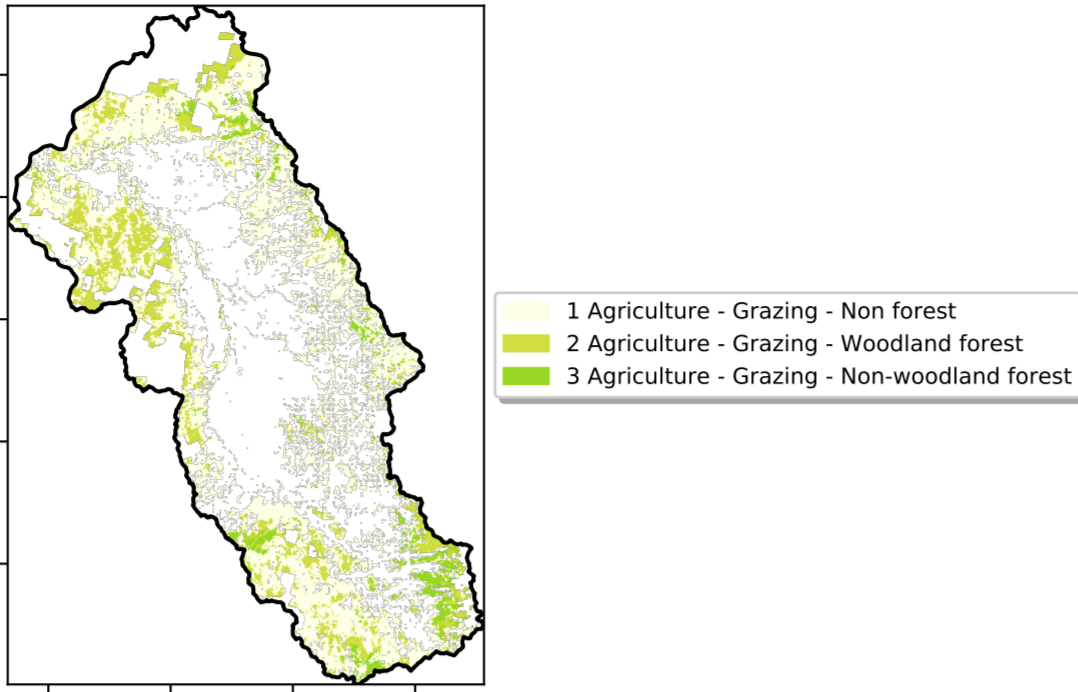 1 Agriculture - Grazing - Non forest
2 Agriculture - Grazing - Woodland forest
3 Agriculture - Grazing - Non-woodland forest